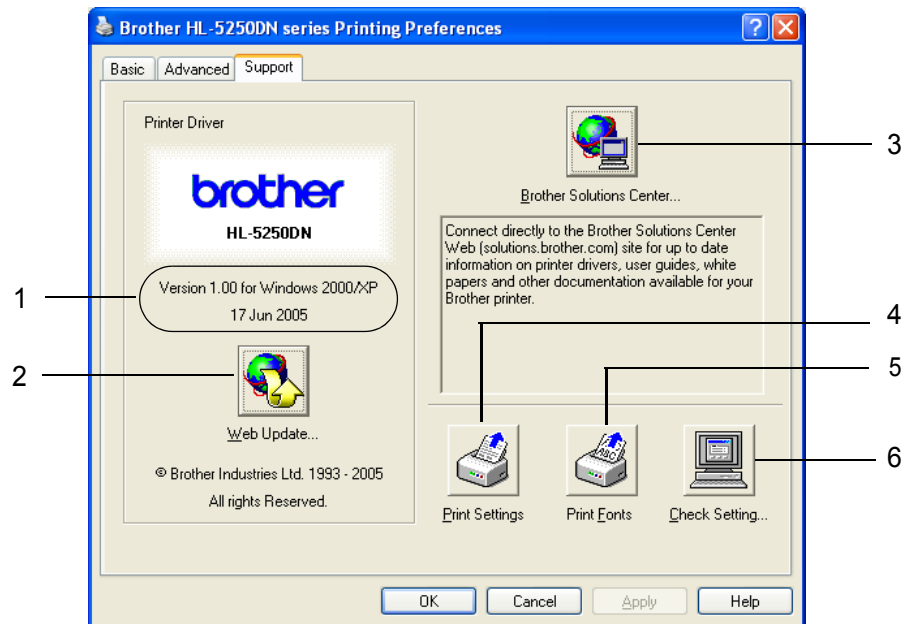 Brother HL-5250DN series Printing Preferences
Basic
Advanced
Support
Printer Driver
brother
HL-5250DN
Version 1.00 for Windows 2000/XP
17 Jun 2005
Web Update...
© Brother Industries Ltd. 1993 - 2005
All rights Reserved.
Brother Solutions Center...
Connect directly to the Brother Solutions Center
Web (solutions.brother.com) site for up to date
information on printer drivers, user guides, white
papers and other documentation available for your
Brother printer.
Print Settings
Print Fonts
ABC
Check Setting...
OK
Cancel
Apply
Help
1
2
3
4
5
6